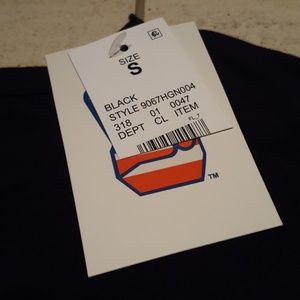 SIZE
S
BLACK
STYLE 9067HGN004
318 01 0047
DEPT CL ITEM
FL_7
TM